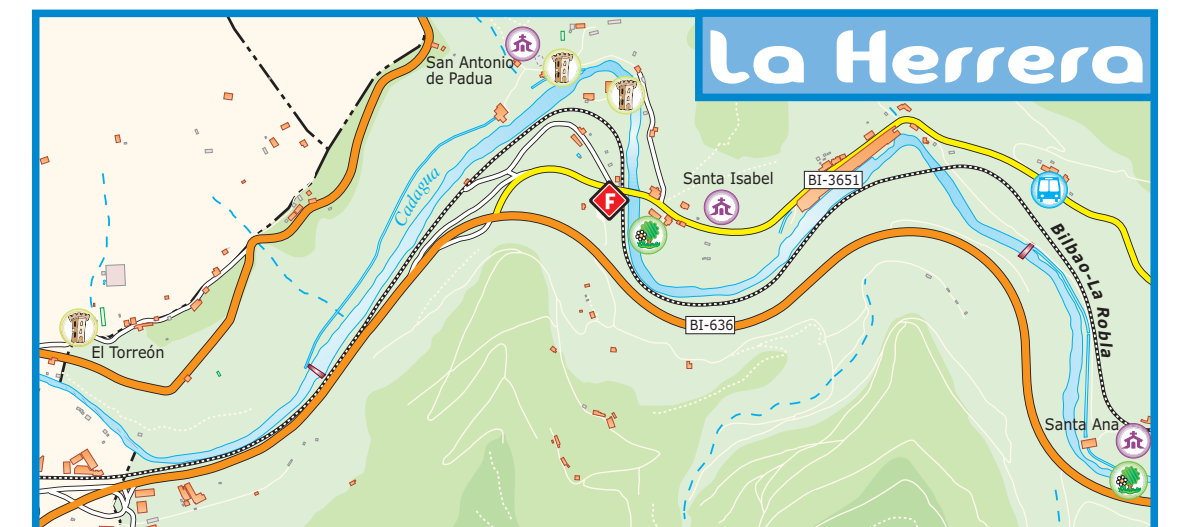 La Herrera
San Antonio
de Padua
Cadagua
Santa Isabel
BI-3651
F
Bilbao-La Robla
BI-636
El Torreón
Santa Ana